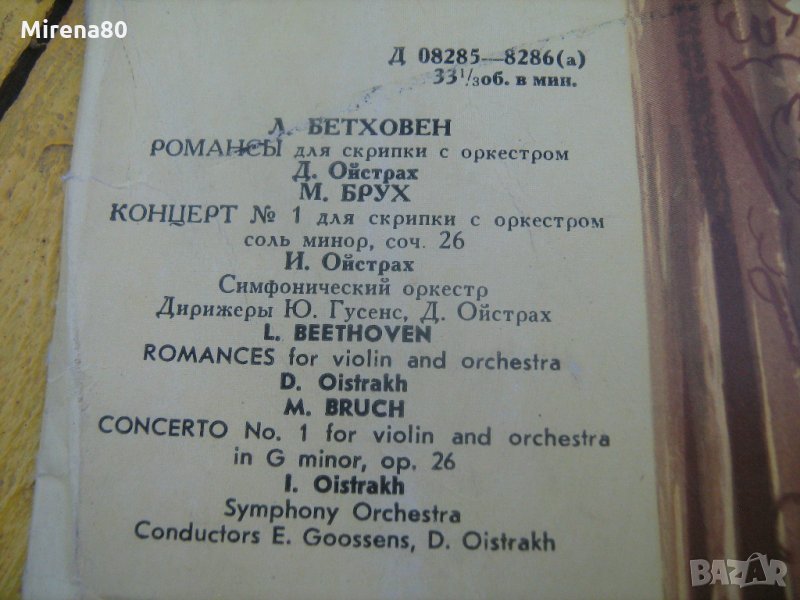 Mirena80
Д 08285—8286(а)
33⅓об. в мин.
Л. БЕТХОВЕН
РОМАНСЫ для скрипки с оркестром
Д. Ойстрах
М. БРУХ
КОНЦЕРТ № 1 для скрипки с оркестром
соль минор, соч. 26
И. Ойстрах
Симфонический оркестр
Дирижеры Ю. Гусенс, Д. Ойстрах
L. BEETHOVEN
ROMANCES for violin and orchestra
D. Oistrakh
M. BRUCH
CONCERTO No. 1 for violin and orchestra
in G minor, op. 26
I. Oistrakh
Symphony Orchestra
Conductors E. Goossens, D. Oistrakh
BAZAR